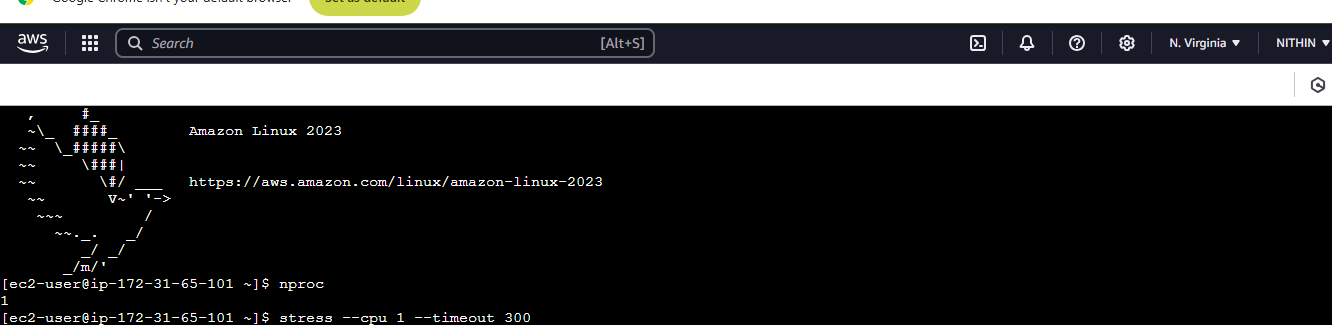 Google Chrome isn't your default browser Set as default
aws Search [Alt+S] N. Virginia ▼ NITHIN ▼
   ,     #_
   ~\_  ####_        Amazon Linux 2023
  ~~  \_#####\
  ~~     \###|
  ~~       \#/ ___   https://aws.amazon.com/linux/amazon-linux-2023
   ~~       V~' '->
    ~~~         /
      ~~._.   _/
         _/ _/
       _/m/'
[ec2-user@ip-172-31-65-101 ~]$ nproc
1
[ec2-user@ip-172-31-65-101 ~]$ stress --cpu 1 --timeout 300